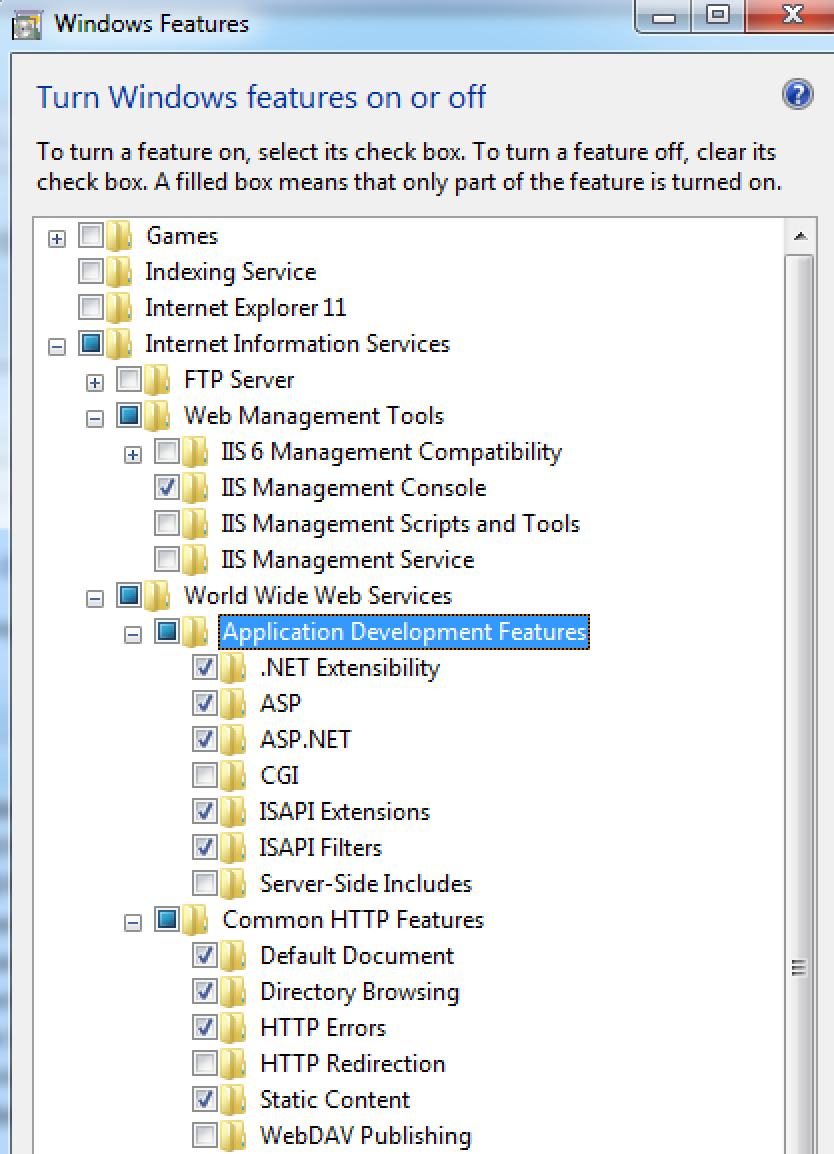 Windows Features
Turn Windows features on or off
To turn a feature on, select its check box. To turn a feature off, clear its
check box. A filled box means that only part of the feature is turned on.
Games
Indexing Service
Internet Explorer 11
Internet Information Services
FTP Server
Web Management Tools
IIS 6 Management Compatibility
IIS Management Console
IIS Management Scripts and Tools
IIS Management Service
World Wide Web Services
Application Development Features
.NET Extensibility
ASP
ASP.NET
CGI
ISAPI Extensions
ISAPI Filters
Server-Side Includes
Common HTTP Features
Default Document
Directory Browsing
HTTP Errors
HTTP Redirection
Static Content
WebDAV Publishing